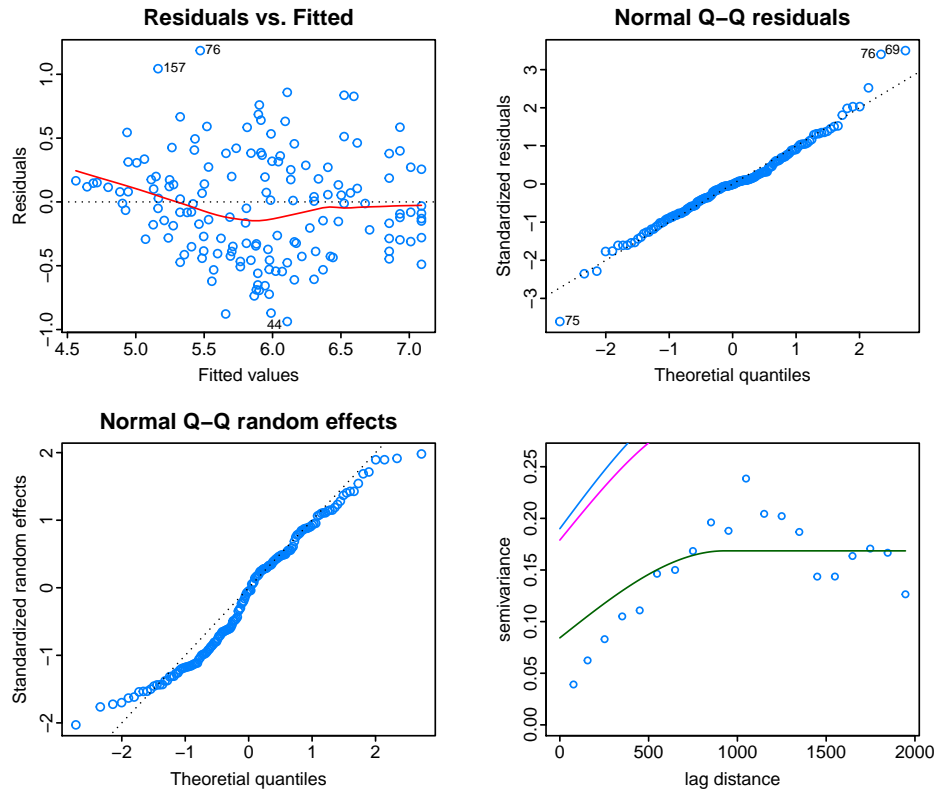 Residuals vs. Fitted
Residuals
−1.0 −0.5 0.0 0.5 1.0
76
157
44
4.5 5.0 5.5 6.0 6.5 7.0
Fitted values
Normal Q−Q residuals
Standardized residuals
−3 −2 −1 0 1 2 3
76 69
75
−2 −1 0 1 2
Theoretial quantiles
Normal Q−Q random effects
Standardized random effects
−2 −1 0 1 2
−2 −1 0 1 2
Theoretial quantiles
semivariance
0.00 0.05 0.10 0.15 0.20 0.25
0 500 1000 1500 2000
lag distance